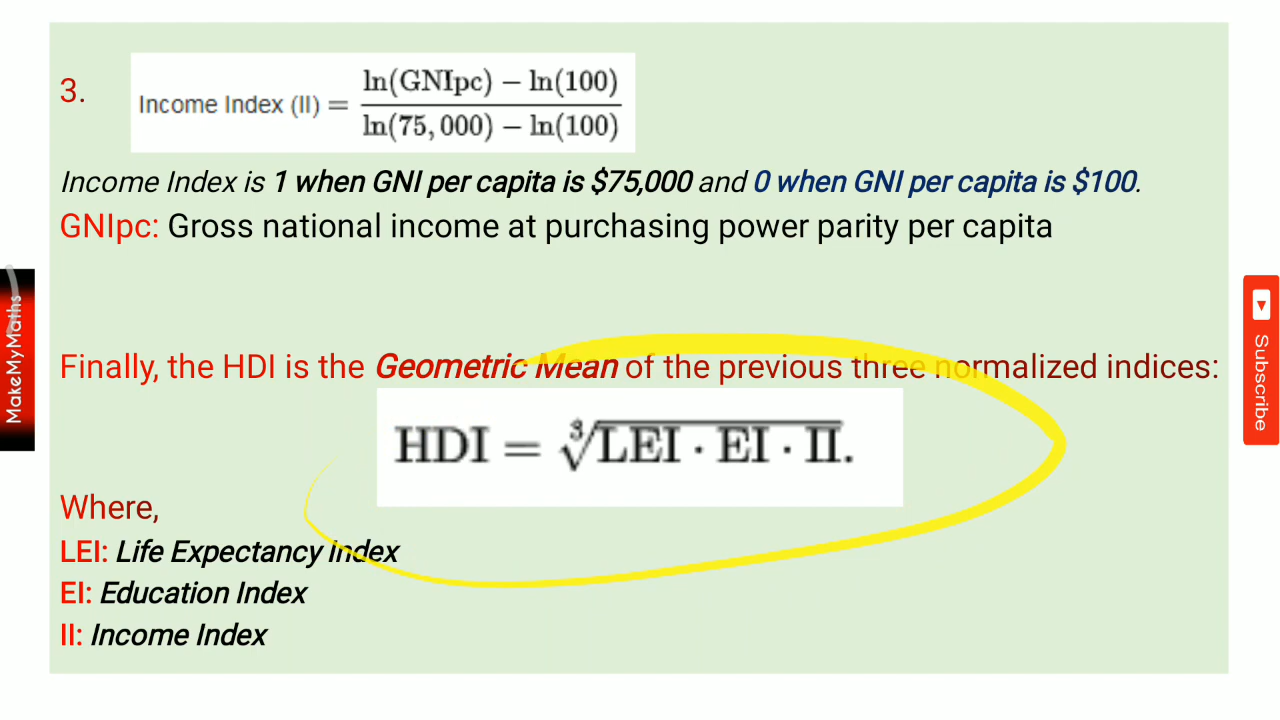 3.
Income Index (II) = ln(GNIpc) − ln(100) / ln(75,000) − ln(100)
Income Index is 1 when GNI per capita is $75,000 and 0 when GNI per capita is $100.
GNIpc: Gross national income at purchasing power parity per capita
Finally, the HDI is the Geometric Mean of the previous three normalized indices:
HDI = ∛LEI · EI · II.
Where,
LEI: Life Expectancy Index
EI: Education Index
II: Income Index
MakeMyMaths
Subscribe